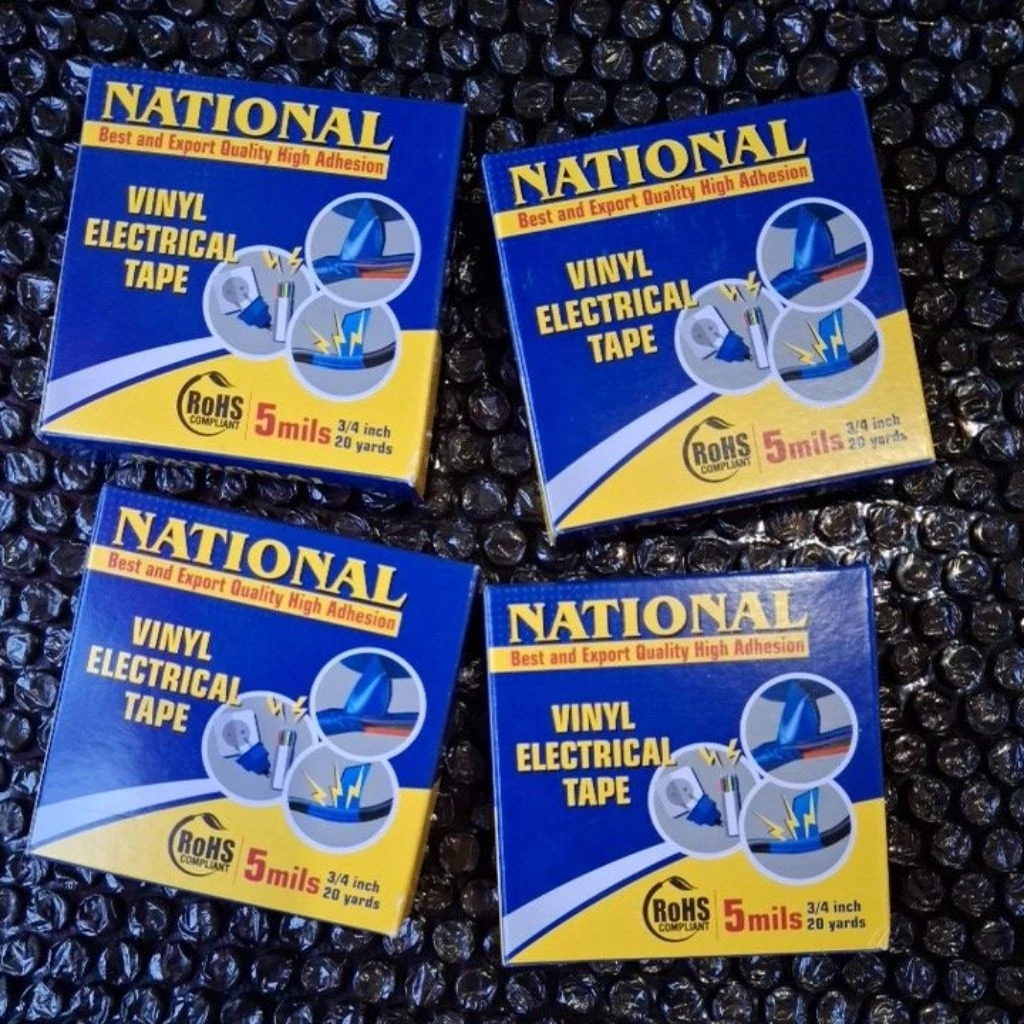 NATIONAL
Best and Export Quality High Adhesion
VINYL
ELECTRICAL
TAPE
RoHS
COMPLIANT
5mils
3/4 inch
20 yards
NATIONAL
Best and Export Quality High Adhesion
VINYL
ELECTRICAL
TAPE
RoHS
COMPLIANT
5mils
3/4 inch
20 yards
NATIONAL
Best and Export Quality High Adhesion
VINYL
ELECTRICAL
TAPE
RoHS
COMPLIANT
5mils
3/4 inch
20 yards
NATIONAL
Best and Export Quality High Adhesion
VINYL
ELECTRICAL
TAPE
RoHS
COMPLIANT
5mils
3/4 inch
20 yards